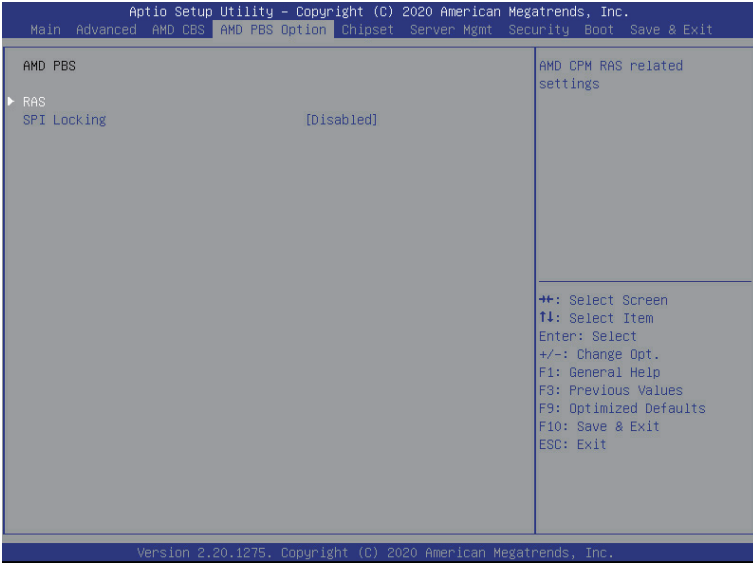 Aptio Setup Utility – Copyright (C) 2020 American Megatrends, Inc.
Main Advanced AMD CBS AMD PBS Option Chipset Server Mgmt Security Boot Save & Exit
AMD PBS
RAS
SPI Locking [Disabled]
AMD CPM RAS related
settings
→←: Select Screen
↑↓: Select Item
Enter: Select
+/-: Change Opt.
F1: General Help
F3: Previous Values
F9: Optimized Defaults
F10: Save & Exit
ESC: Exit
Version 2.20.1275. Copyright (C) 2020 American Megatrends, Inc.